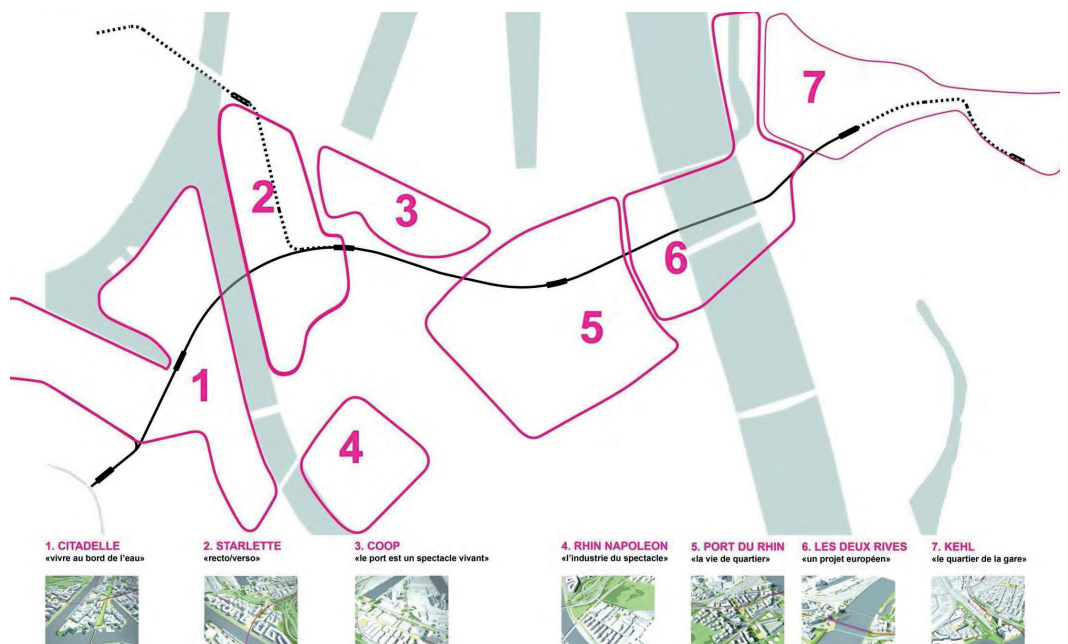 7
2
3
6
5
1
4
1. CITADELLE
«vivre au bord de l'eau»
2. STARLETTE
«recto/verso»
3. COOP
«le port est un spectacle vivant»
4. RHIN NAPOLEON
«l'industrie du spectacle»
5. PORT DU RHIN
«la vie de quartier»
6. LES DEUX RIVES
«un projet européen»
7. KEHL
«le quartier de la gare»